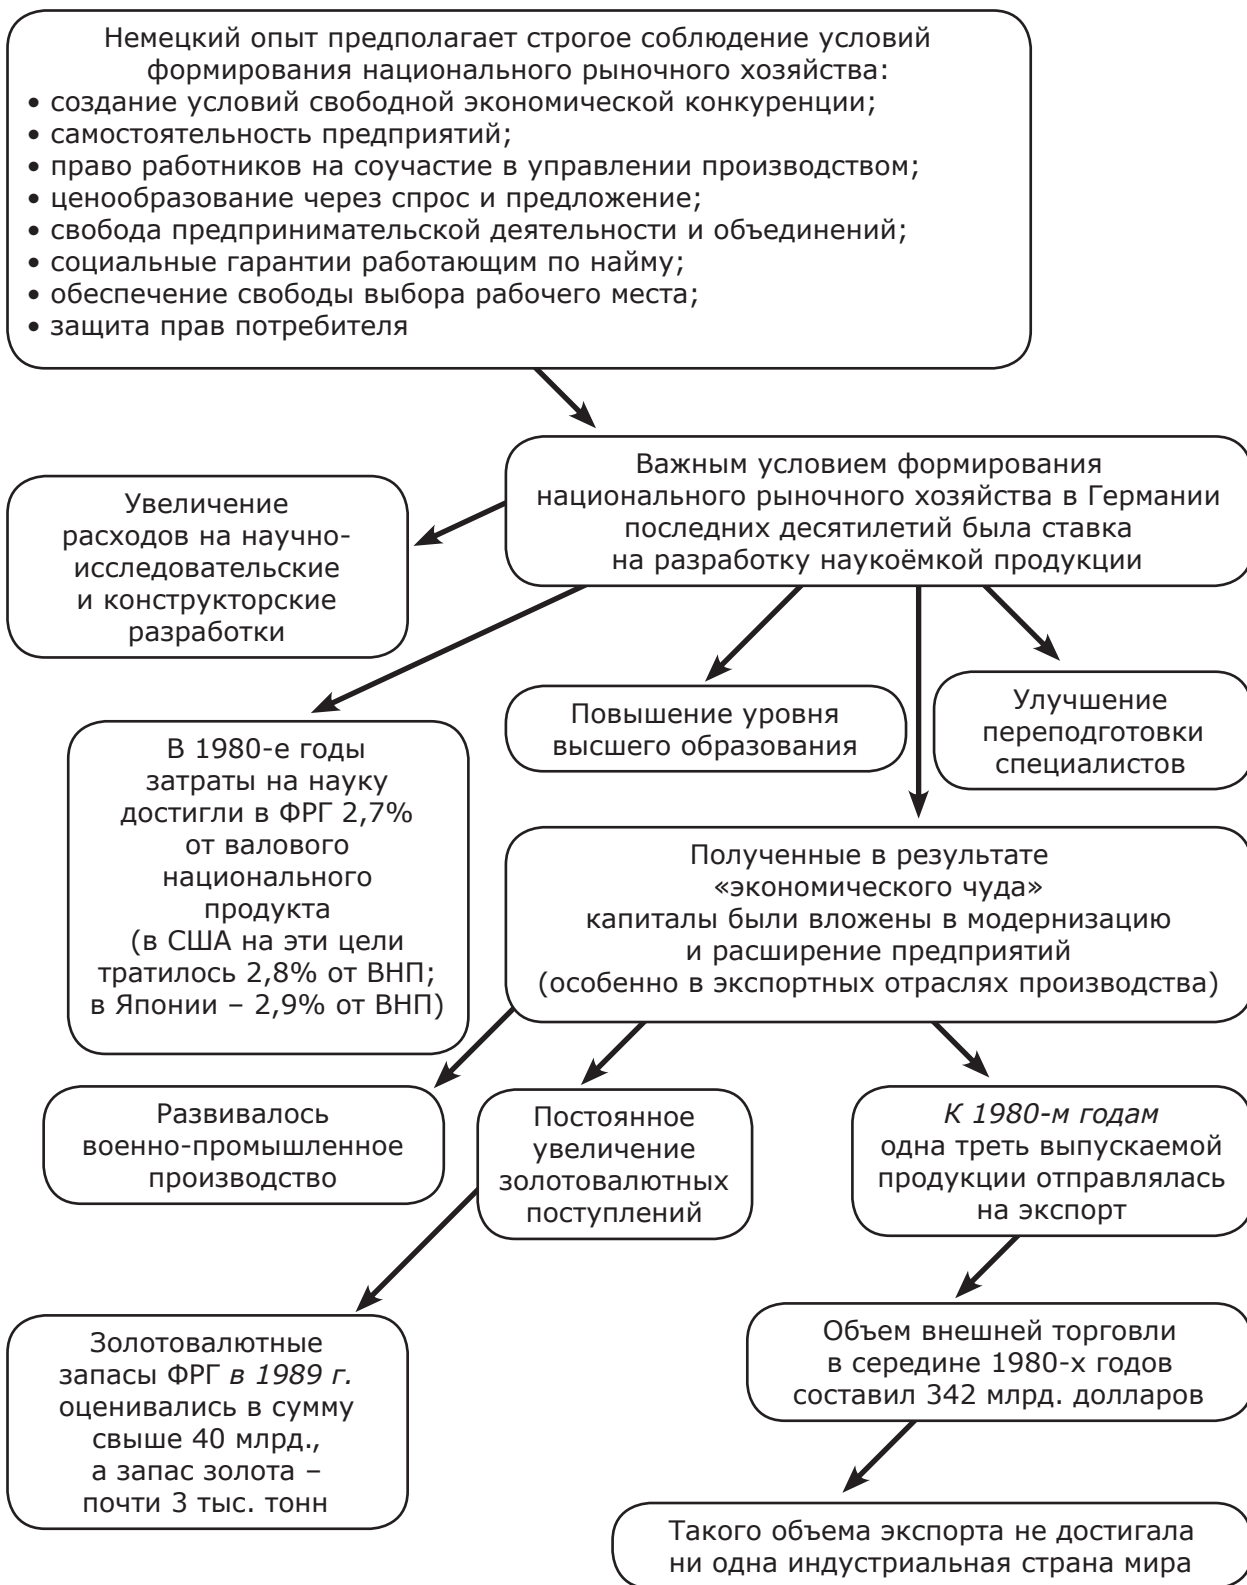 Немецкий опыт предполагает строгое соблюдение условий
формирования национального рыночного хозяйства:
• создание условий свободной экономической конкуренции;
• самостоятельность предприятий;
• право работников на соучастие в управлении производством;
• ценообразование через спрос и предложение;
• свобода предпринимательской деятельности и объединений;
• социальные гарантии работающим по найму;
• обеспечение свободы выбора рабочего места;
• защита прав потребителя
Важным условием формирования
национального рыночного хозяйства в Германии
последних десятилетий была ставка
на разработку наукоёмкой продукции
Увеличение
расходов на научно-
исследовательские
и конструкторские
разработки
В 1980-е годы
затраты на науку
достигли в ФРГ 2,7%
от валового
национального
продукта
(в США на эти цели
тратилось 2,8% от ВНП;
в Японии – 2,9% от ВНП)
Повышение уровня
высшего образования
Улучшение
переподготовки
специалистов
Полученные в результате
«экономического чуда»
капиталы были вложены в модернизацию
и расширение предприятий
(особенно в экспортных отраслях производства)
Развивалось
военно-промышленное
производство
Постоянное
увеличение
золотовалютных
поступлений
К 1980-м годам
одна треть выпускаемой
продукции отправлялась
на экспорт
Золотовалютные
запасы ФРГ в 1989 г.
оценивались в сумму
свыше 40 млрд.,
а запас золота –
почти 3 тыс. тонн
Объем внешней торговли
в середине 1980-х годов
составил 342 млрд. долларов
Такого объема экспорта не достигала
ни одна индустриальная страна мира